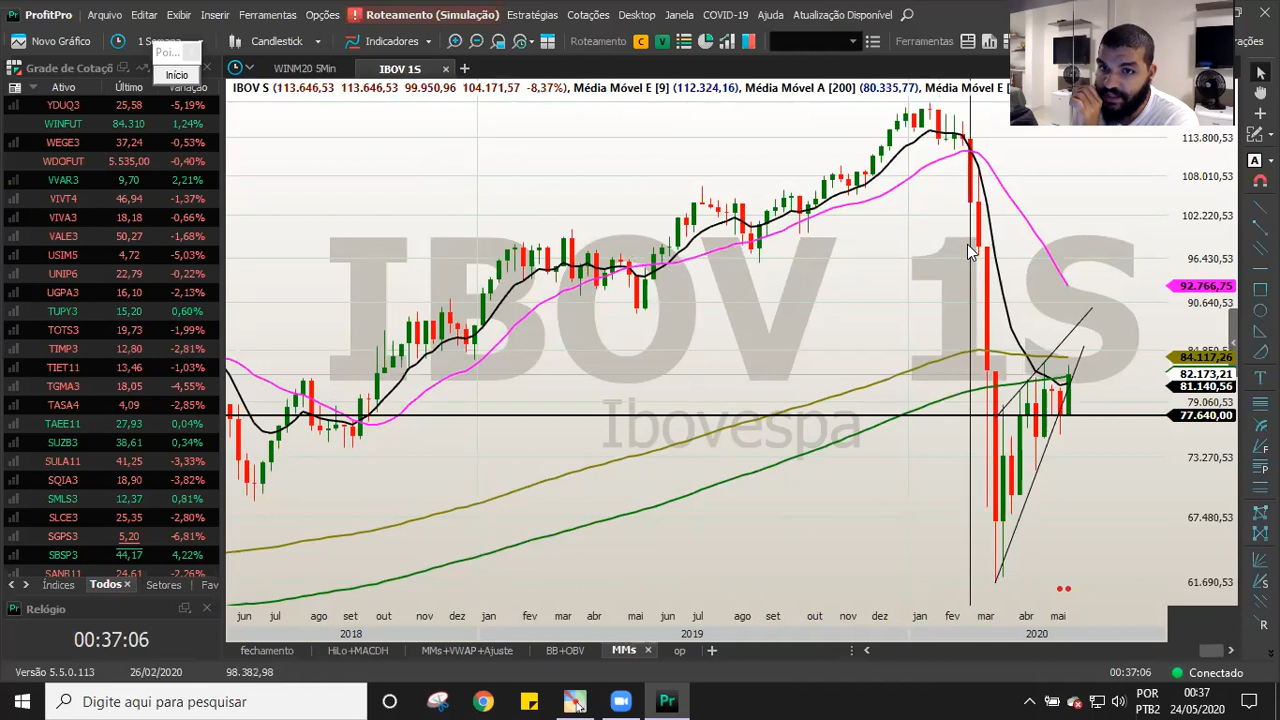 ProfitPro Arquivo Editar Exibir Inserir Ferramentas Opções Roteamento (Simulação) Estratégias Cotações Desktop Janela COVID-19 Ajuda Atualização Disponível
Novo Gráfico 1 Semana Candlestick Indicadores Roteamento C V Ferramentas
Poi...
Início
Grade de Cotaçõ
Ativo Último Variação
YDUQ3 25,58 -5,19%
WINFUT 84.310 1,24%
WEGE3 37,24 -0,53%
WDOFUT 5.535,00 -0,40%
VVAR3 9,70 2,21%
VIVT4 46,94 -1,37%
VIVA3 18,18 -0,66%
VALE3 50,27 -1,68%
USIM5 4,72 -5,03%
UNIP6 22,79 -0,22%
UGPA3 16,10 -2,13%
TUPY3 15,20 0,60%
TOTS3 19,73 -1,99%
TIMP3 12,80 -2,81%
TIET11 13,46 -1,03%
TGMA3 18,05 -4,55%
TASA4 4,09 -2,85%
TAEE11 27,93 0,04%
SUZB3 38,61 0,34%
SULA11 41,25 -3,33%
SQIA3 18,90 -3,82%
SMLS3 12,37 0,81%
SLCE3 25,35 -2,80%
SGPS3 5,20 -6,81%
SBSP3 44,17 4,22%
SANB11 24,61 -2,26%
Índices Todos Setores Fav
Relógio
00:37:06
WINM20 5Min IBOV 1S
IBOV S (113.646,53 113.646,53 99.950,96 104.171,57 -8,37%), Média Móvel E [9] (112.324,16), Média Móvel A [200] (80.335,77), Média Móvel E [
IBOV 1S
Ibovespa
113.800,53
108.010,53
102.220,53
96.430,53
92.766,75
90.640,53
84.117,26
82.173,21
81.140,56
79.060,53
77.640,00
73.270,53
67.480,53
61.690,53
jun jul ago set out nov dez jan fev mar abr mai jun jul ago set out nov dez jan fev mar abr mai
2018 2019 2020
fechamento HiLo+MACDH MMs+VWAP+Ajuste BB+OBV MMs op
Versão 5.5.0.113 26/02/2020 98.382,98 00:37:06 Conectado
Digite aqui para pesquisar
Pr
POR
PTB2
00:37
24/05/2020